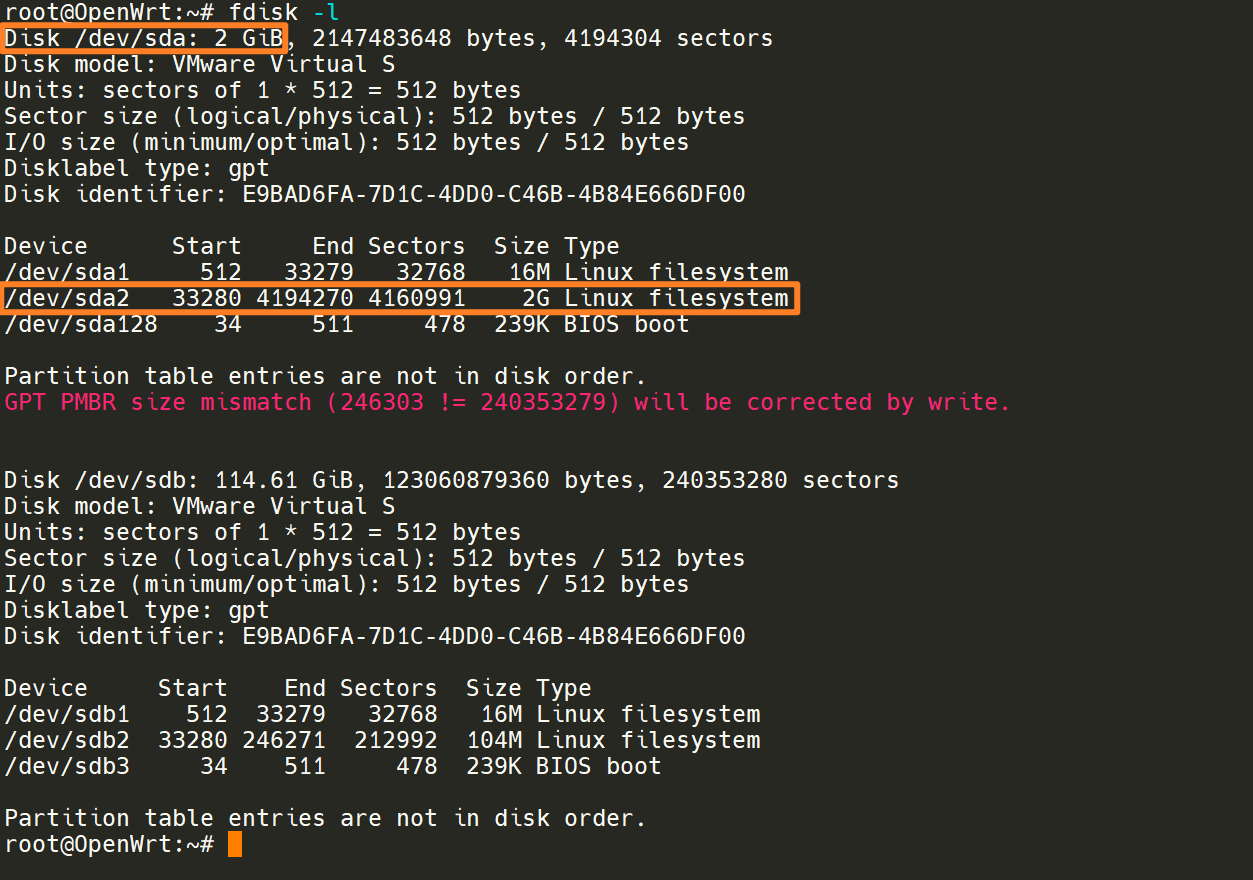 root@OpenWrt:~# fdisk -l
Disk /dev/sda: 2 GiB, 2147483648 bytes, 4194304 sectors
Disk model: VMware Virtual S
Units: sectors of 1 * 512 = 512 bytes
Sector size (logical/physical): 512 bytes / 512 bytes
I/O size (minimum/optimal): 512 bytes / 512 bytes
Disklabel type: gpt
Disk identifier: E9BAD6FA-7D1C-4DD0-C46B-4B84E666DF00
Device      Start     End Sectors  Size Type
/dev/sda1     512   33279   32768   16M Linux filesystem
/dev/sda2   33280 4194270 4160991    2G Linux filesystem
/dev/sda128    34     511     478  239K BIOS boot
Partition table entries are not in disk order.
GPT PMBR size mismatch (246303 != 240353279) will be corrected by write.
Disk /dev/sdb: 114.61 GiB, 123060879360 bytes, 240353280 sectors
Disk model: VMware Virtual S
Units: sectors of 1 * 512 = 512 bytes
Sector size (logical/physical): 512 bytes / 512 bytes
I/O size (minimum/optimal): 512 bytes / 512 bytes
Disklabel type: gpt
Disk identifier: E9BAD6FA-7D1C-4DD0-C46B-4B84E666DF00
Device     Start    End Sectors  Size Type
/dev/sdb1    512  33279   32768   16M Linux filesystem
/dev/sdb2  33280 246271  212992  104M Linux filesystem
/dev/sdb3     34    511     478  239K BIOS boot
Partition table entries are not in disk order.
root@OpenWrt:~#